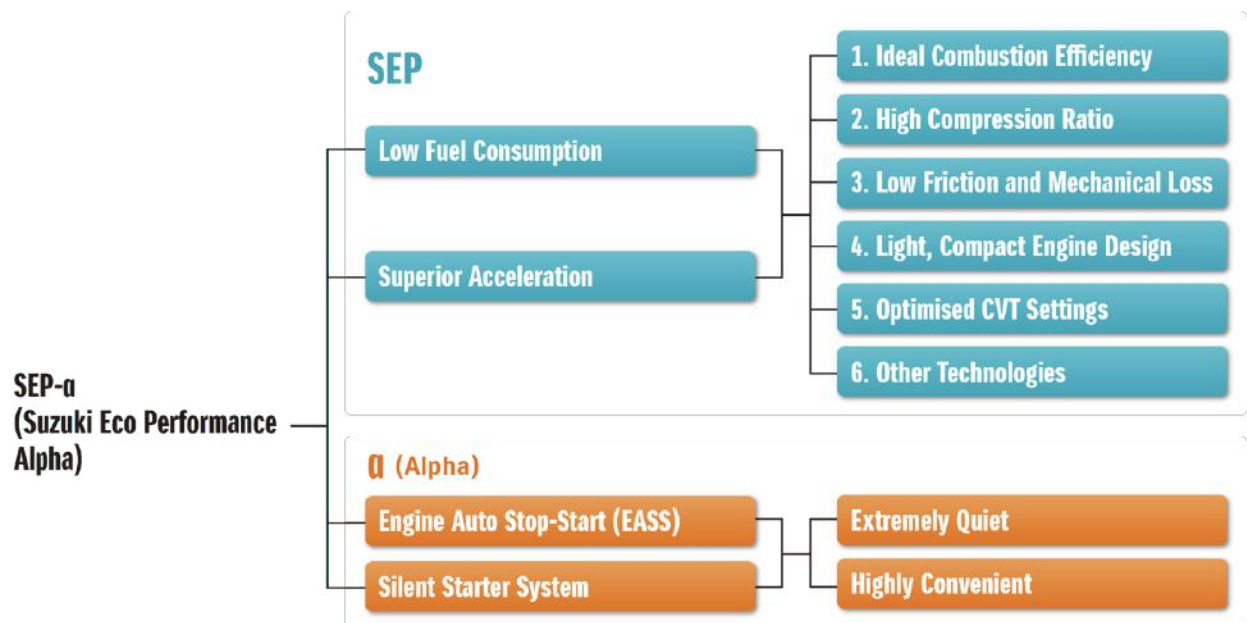 SEP
Low Fuel Consumption
Superior Acceleration
1. Ideal Combustion Efficiency
2. High Compression Ratio
3. Low Friction and Mechanical Loss
4. Light, Compact Engine Design
5. Optimised CVT Settings
6. Other Technologies
SEP-α
(Suzuki Eco Performance
Alpha)
α (Alpha)
Engine Auto Stop-Start (EASS)
Silent Starter System
Extremely Quiet
Highly Convenient